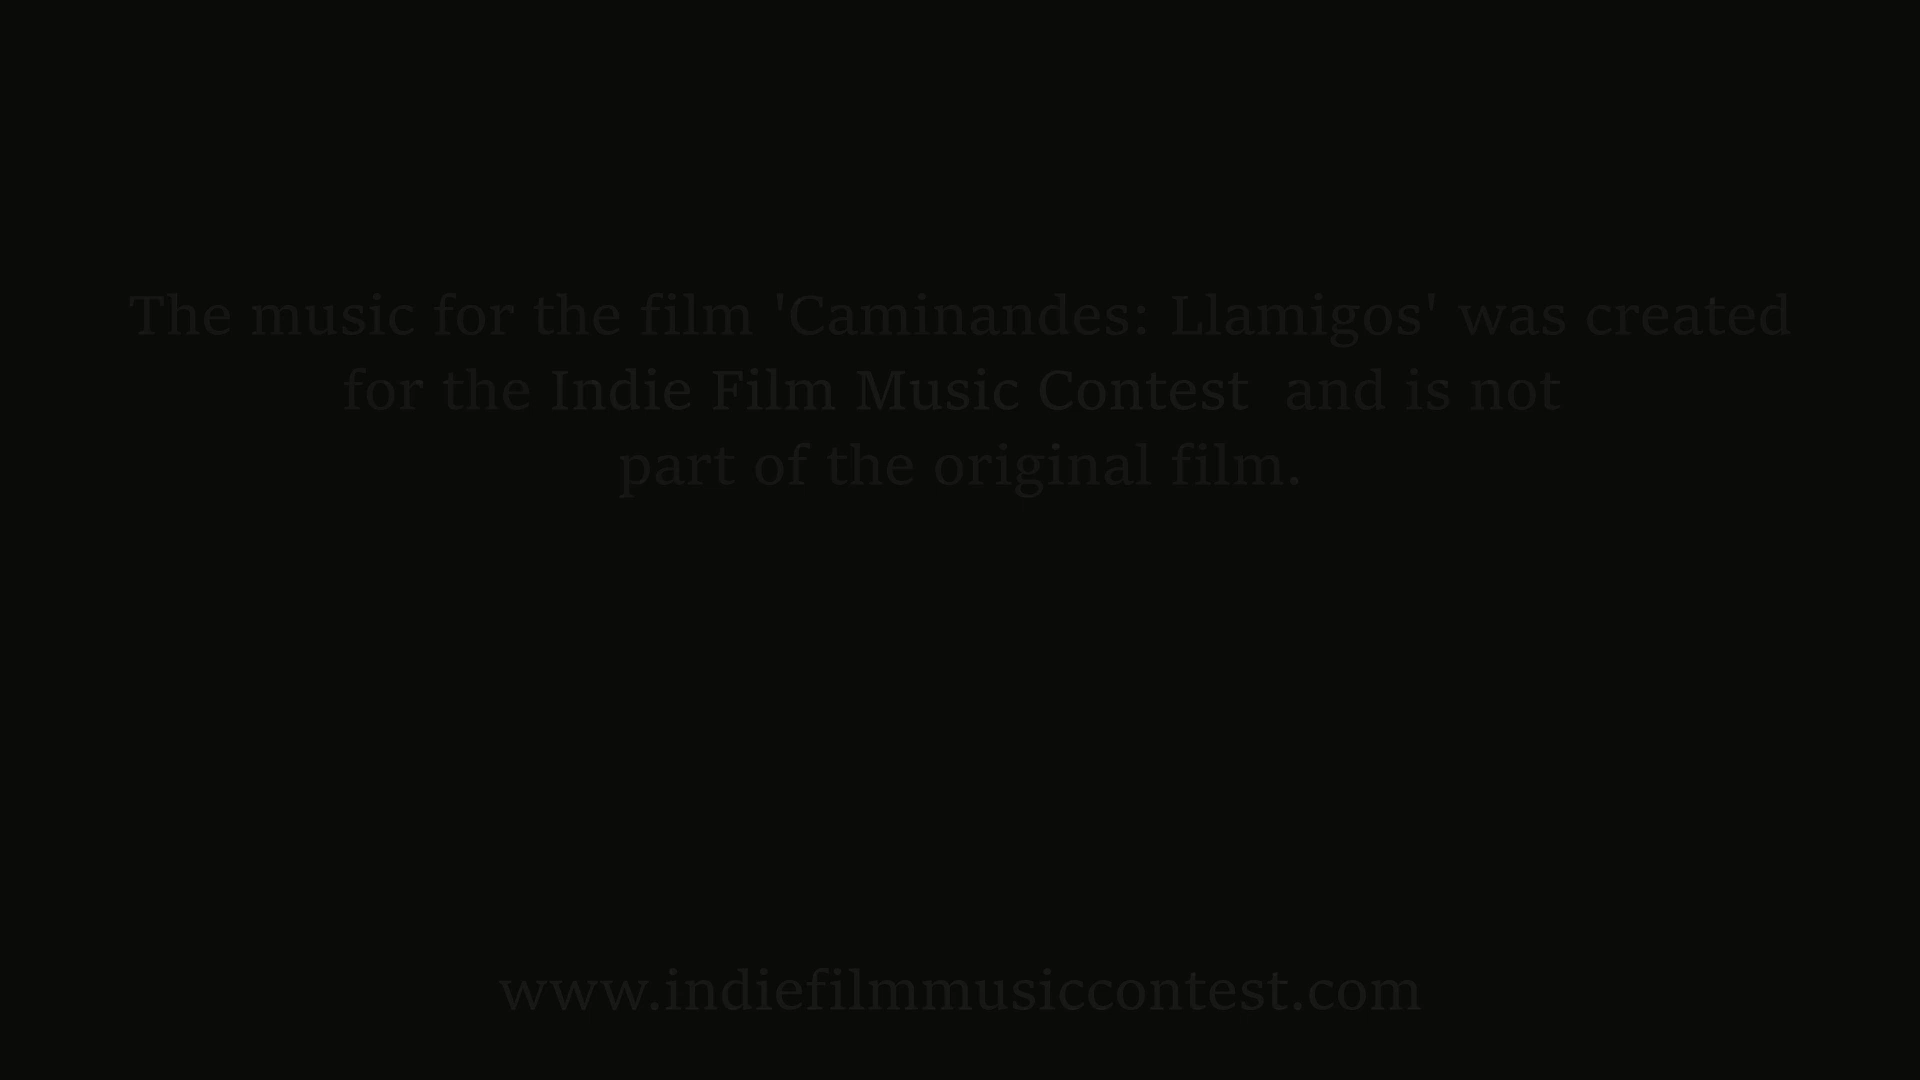 The music for the film 'Caminandes: Llamigos' was created
for the Indie Film Music Contest  and is not
part of the original film.
www.indiefilmmusiccontest.com